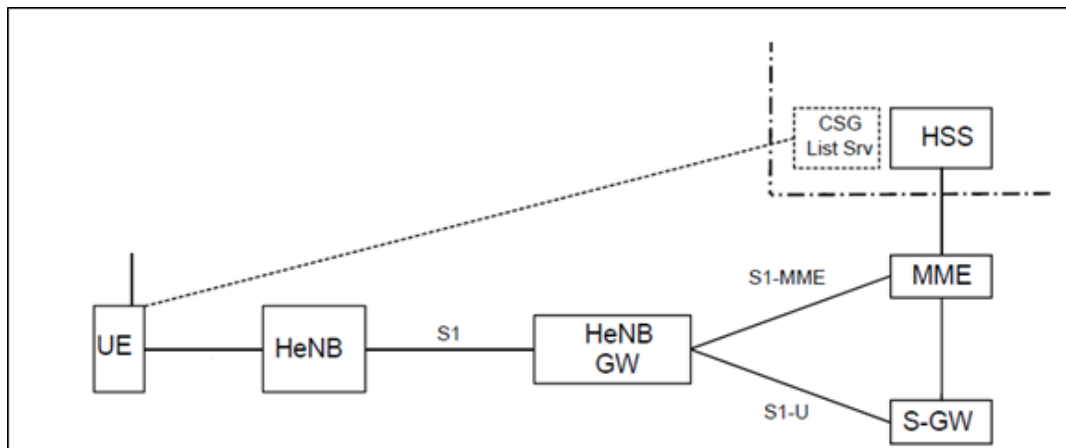 CSG
List Srv
HSS
S1-MME
MME
UE
HeNB
S1
HeNB
GW
S1-U
S-GW